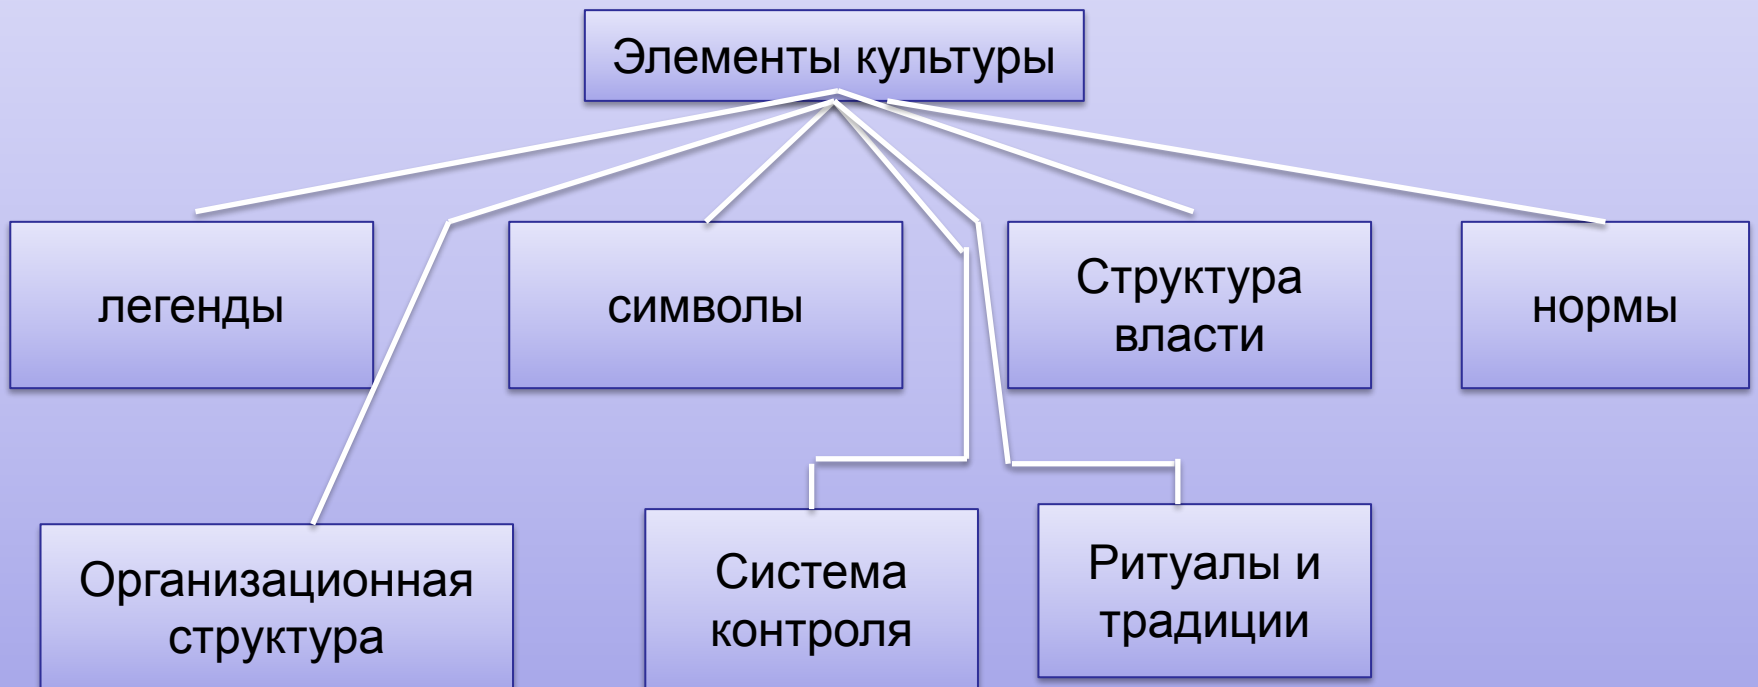 Элементы культуры
легенды
символы
Структура
власти
нормы
Организационная
структура
Система
контроля
Ритуалы и
традиции